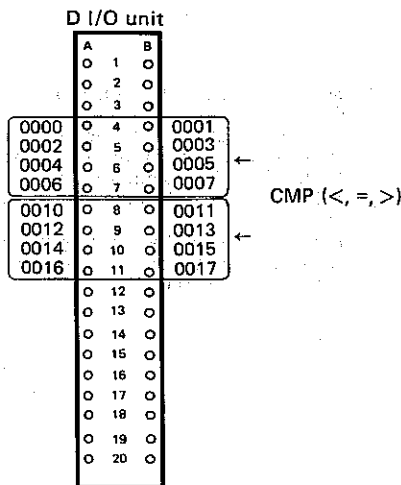 D I/O unit
A B
1
2
3
0000 4 0001
0002 5 0003
0004 6 0005 ←
0006 7 0007
CMP (<, =, >)
0010 8 0011
0012 9 0013 ←
0014 10 0015
0016 11 0017
12
13
14
15
16
17
18
19
20